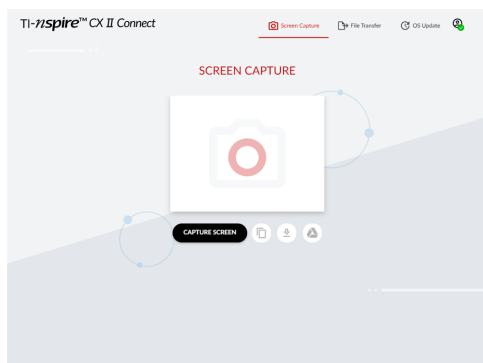 TI-nspire™ CX II Connect
Screen Capture
File Transfer
OS Update
SCREEN CAPTURE
CAPTURE SCREEN